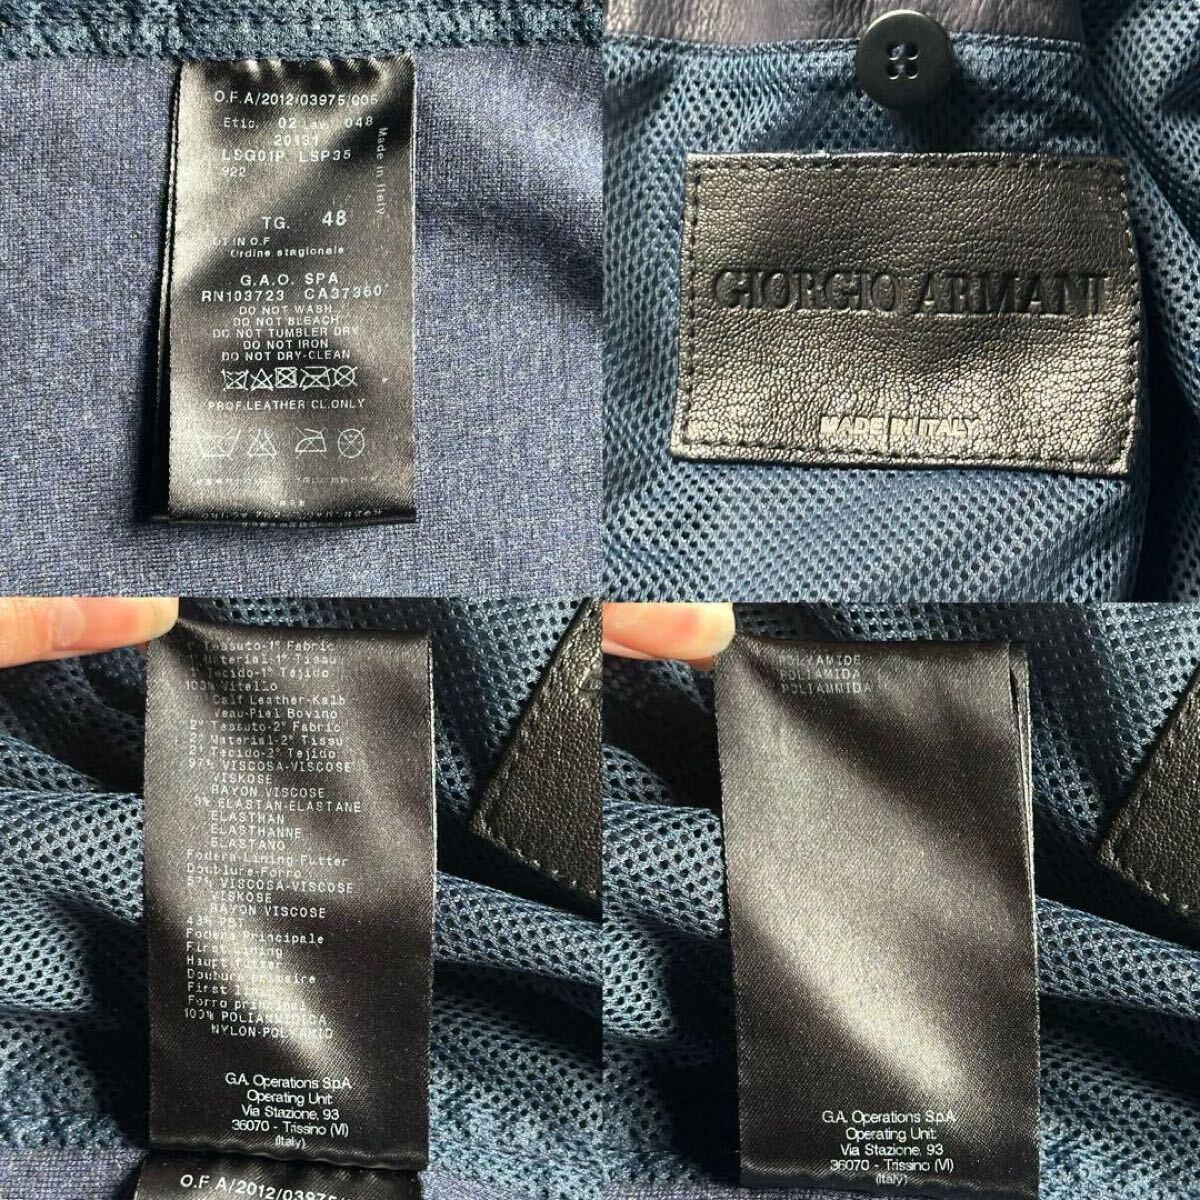 O.F.A/2012/03975/005
Etic. 02 Lav. 048
20131
LSG01P LSP35
922
Made in Italy
TG. 48
IN O.F
Ordine stagionale
G.A.O. SPA
RN103723 CA37360
DO NOT WASH
DO NOT BLEACH
DO NOT TUMBLER DRY
DO NOT IRON
DO NOT DRY-CLEAN
PROF.LEATHER CL.ONLY
GIORGIO ARMANI
MADE IN ITALY
1° Tessuto-1° Fabric
1° Material-1° Tissu
1° Tecido-1° Tejido
100% Vitello
Calf Leather-Kalb
Veau-Piel Bovino
2° Tessuto-2° Fabric
2° Material-2° Tissu
2° Tecido-2° Tejido
97% VISCOSA-VISCOSE
VISKOSE
RAYON VISCOSE
3% ELASTAN-ELASTANE
ELASTHAN
ELASTHANNE
ELASTANO
Fodera-Lining-Futter
Doublure-Forro
57% VISCOSA-VISCOSE
VISKOSE
RAYON VISCOSE
43%
Fodera Principale
First Lining
Haupt Futter
Doublure
First
Forro principal
100% POLIAMMIDICA
NYLON-POLYAMID
G.A. Operations S.p.A.
Operating Unit:
Via Stazione, 93
36070 - Trissino (VI)
(Italy)
O.F.A/2012/03975/
POLYAMIDE
POLIAMIDA
POLIAMMIDA
G.A. Operations S.p.A.
Operating Unit:
Via Stazione, 93
36070 - Trissino (VI)
(Italy)